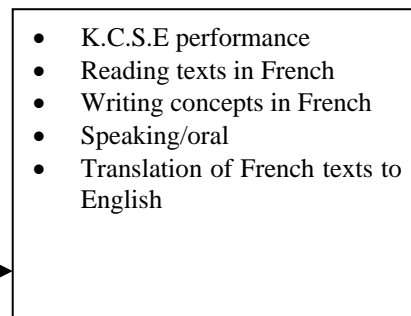 • K.C.S.E performance
• Reading texts in French
• Writing concepts in French
• Speaking/oral
• Translation of French texts to
English